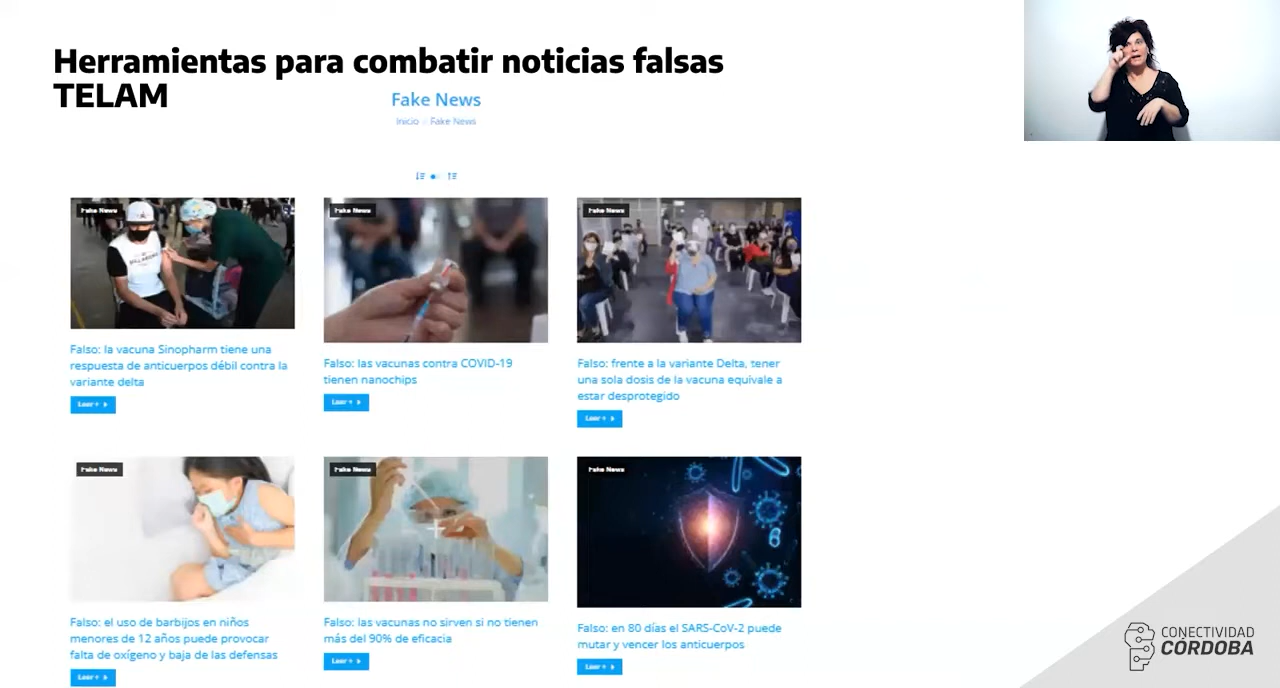 Herramientas para combatir noticias falsas
TELAM
Fake News
Inicio Fake News
Fake News
Fake News
Fake News
Falso: la vacuna Sinopharm tiene una
respuesta de anticuerpos débil contra la
variante delta
Leer +
Falso: las vacunas contra COVID-19
tienen nanochips
Leer +
Falso: frente a la variante Delta, tener
una sola dosis de la vacuna equivale a
estar desprotegido
Leer +
Fake News
Fake News
Fake News
Falso: el uso de barbijos en niños
menores de 12 años puede provocar
falta de oxígeno y baja de las defensas
Leer +
Falso: las vacunas no sirven si no tienen
más del 90% de eficacia
Leer +
Falso: en 80 días el SARS-CoV-2 puede
mutar y vencer los anticuerpos
Leer +
CONECTIVIDAD
CÓRDOBA